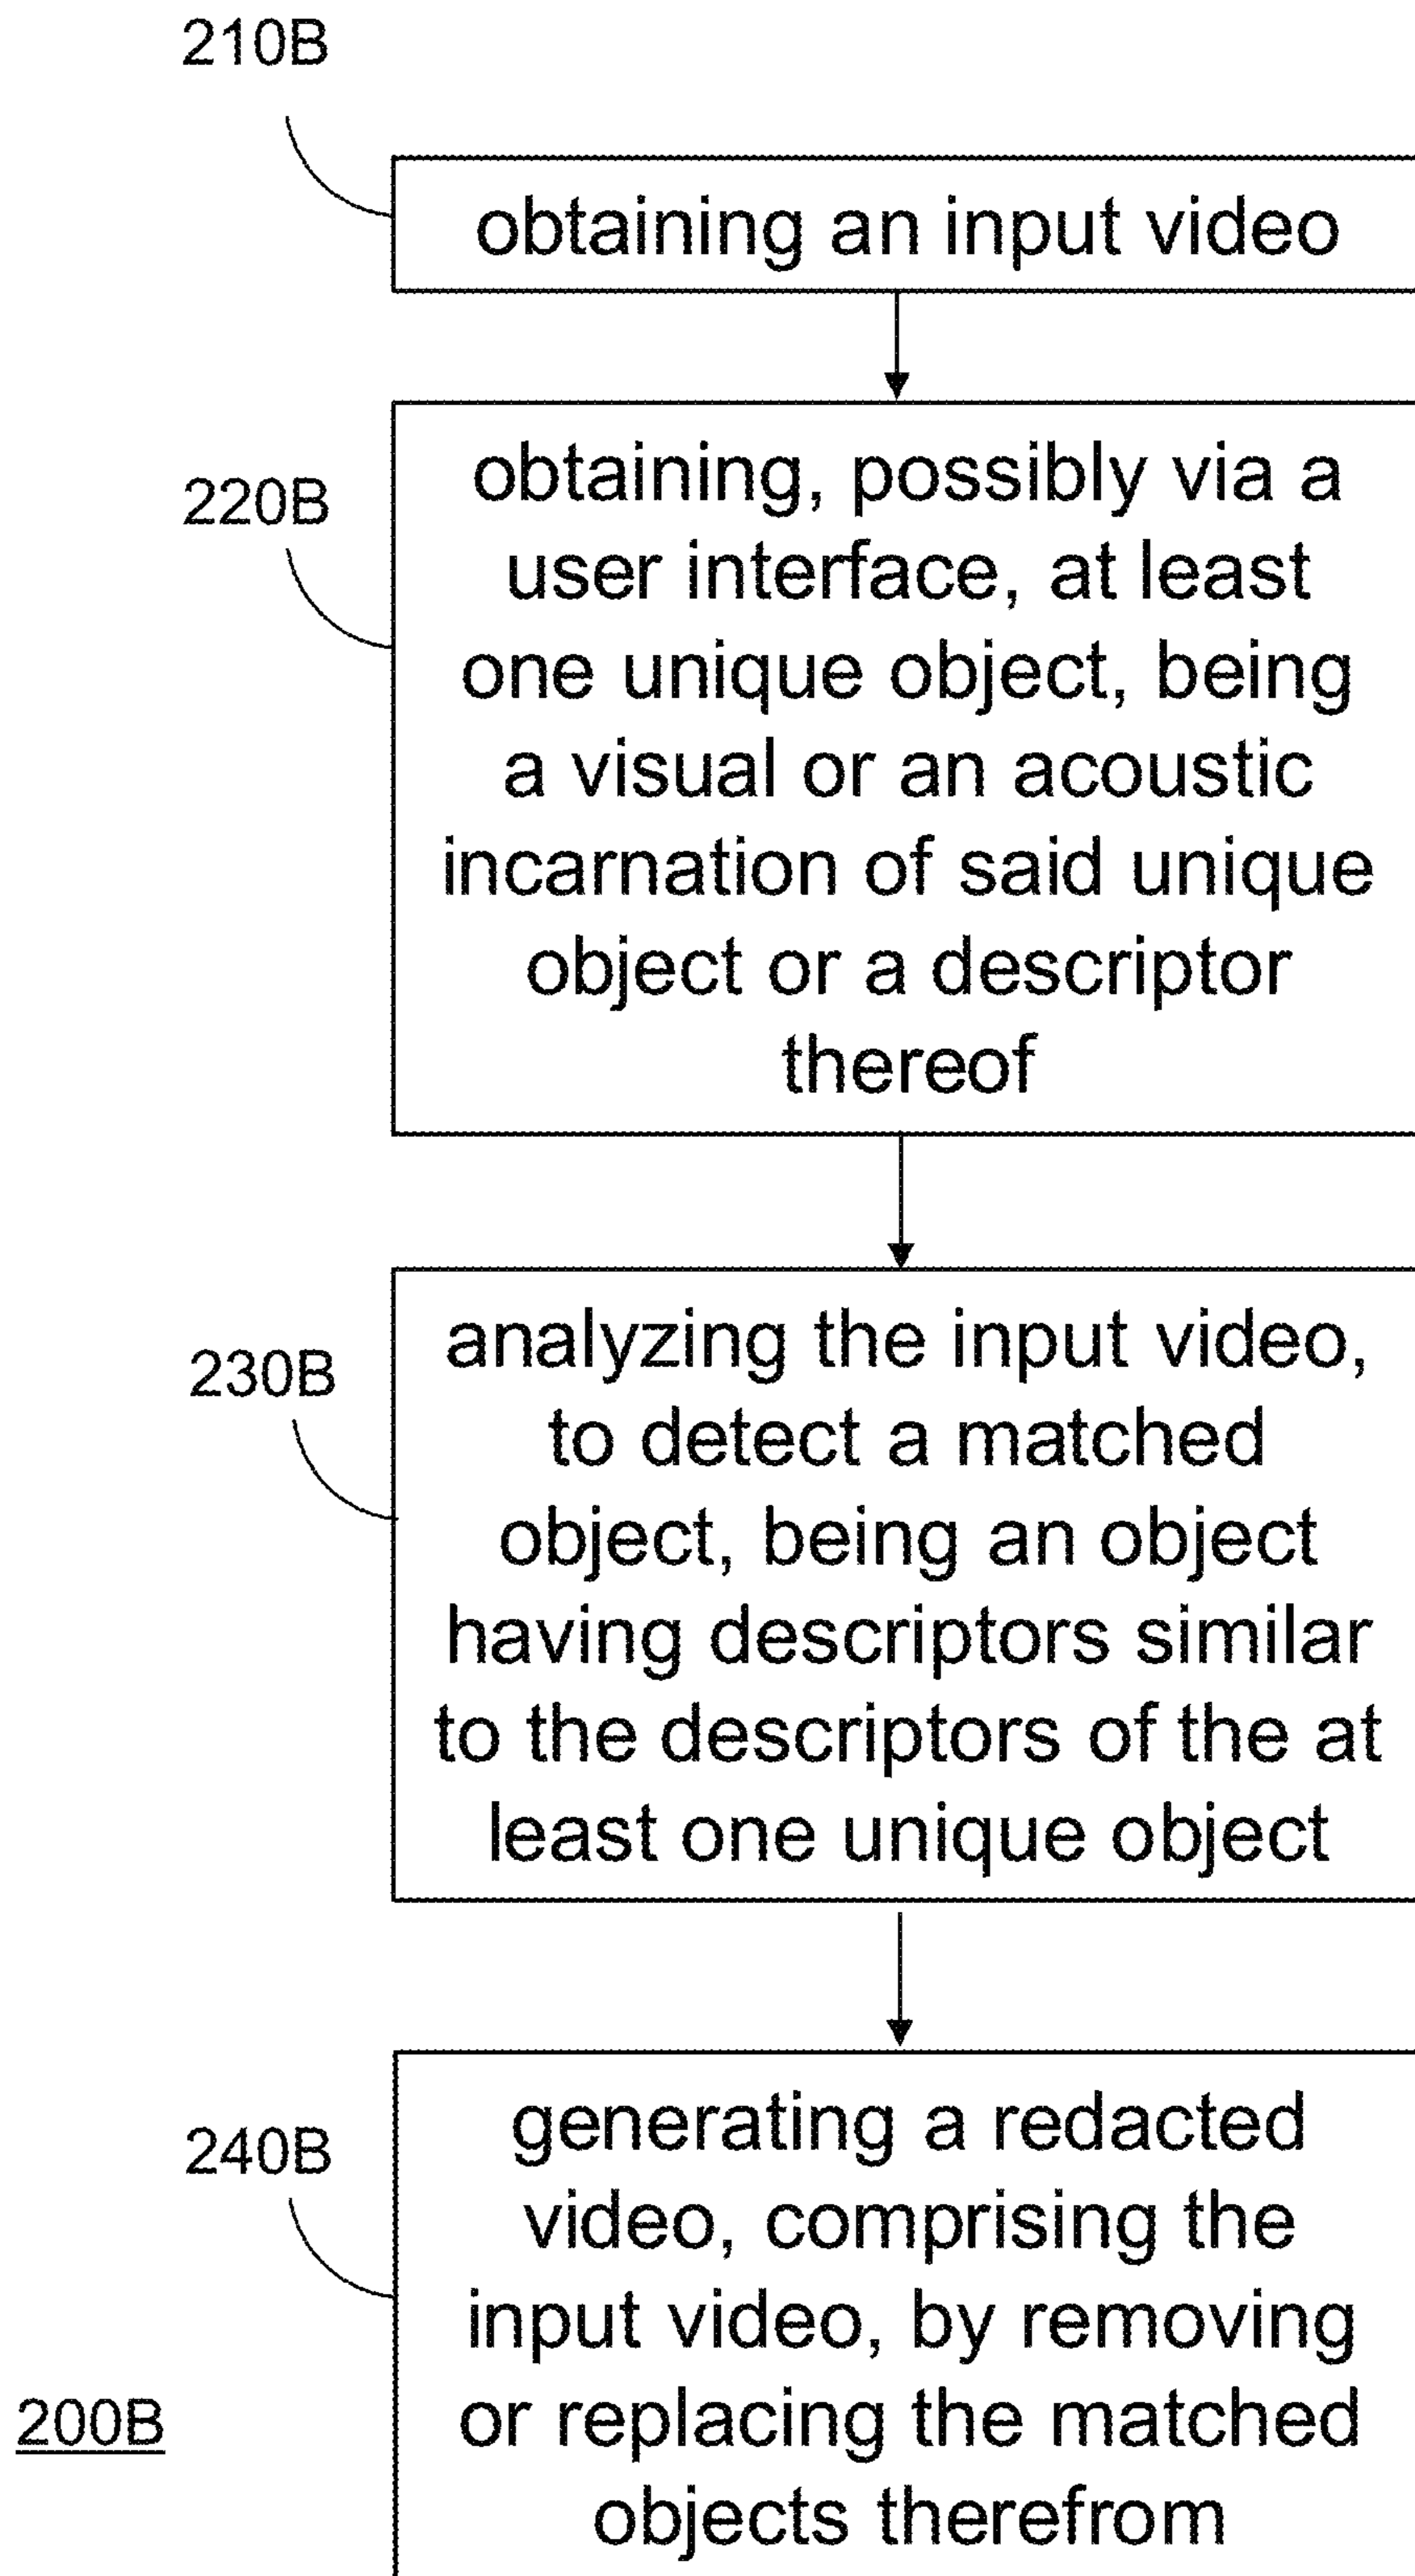 210B
obtaining an input video
220B
obtaining, possibly via a
user interface, at least
one unique object, being
a visual or an acoustic
incarnation of said unique
object or a descriptor
thereof
230B
analyzing the input video,
to detect a matched
object, being an object
having descriptors similar
to the descriptors of the at
least one unique object
240B
generating a redacted
video, comprising the
input video, by removing
or replacing the matched
objects therefrom
200B